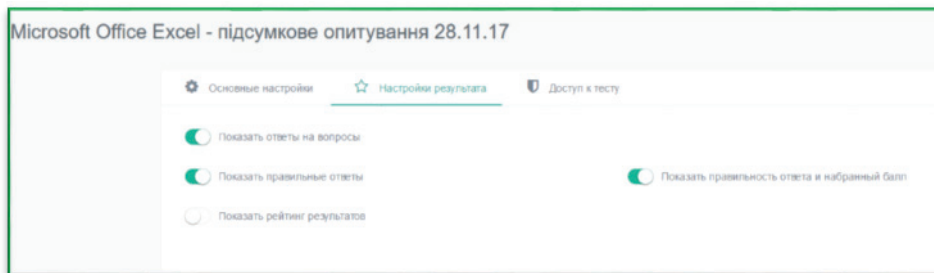 Microsoft Office Excel - підсумкове опитування 28.11.17
Основные настройки Настройки результата Доступ к тесту
Показать ответы на вопросы
Показать правильные ответы Показать правильность ответа и набранный балл
Показать рейтинг результатов